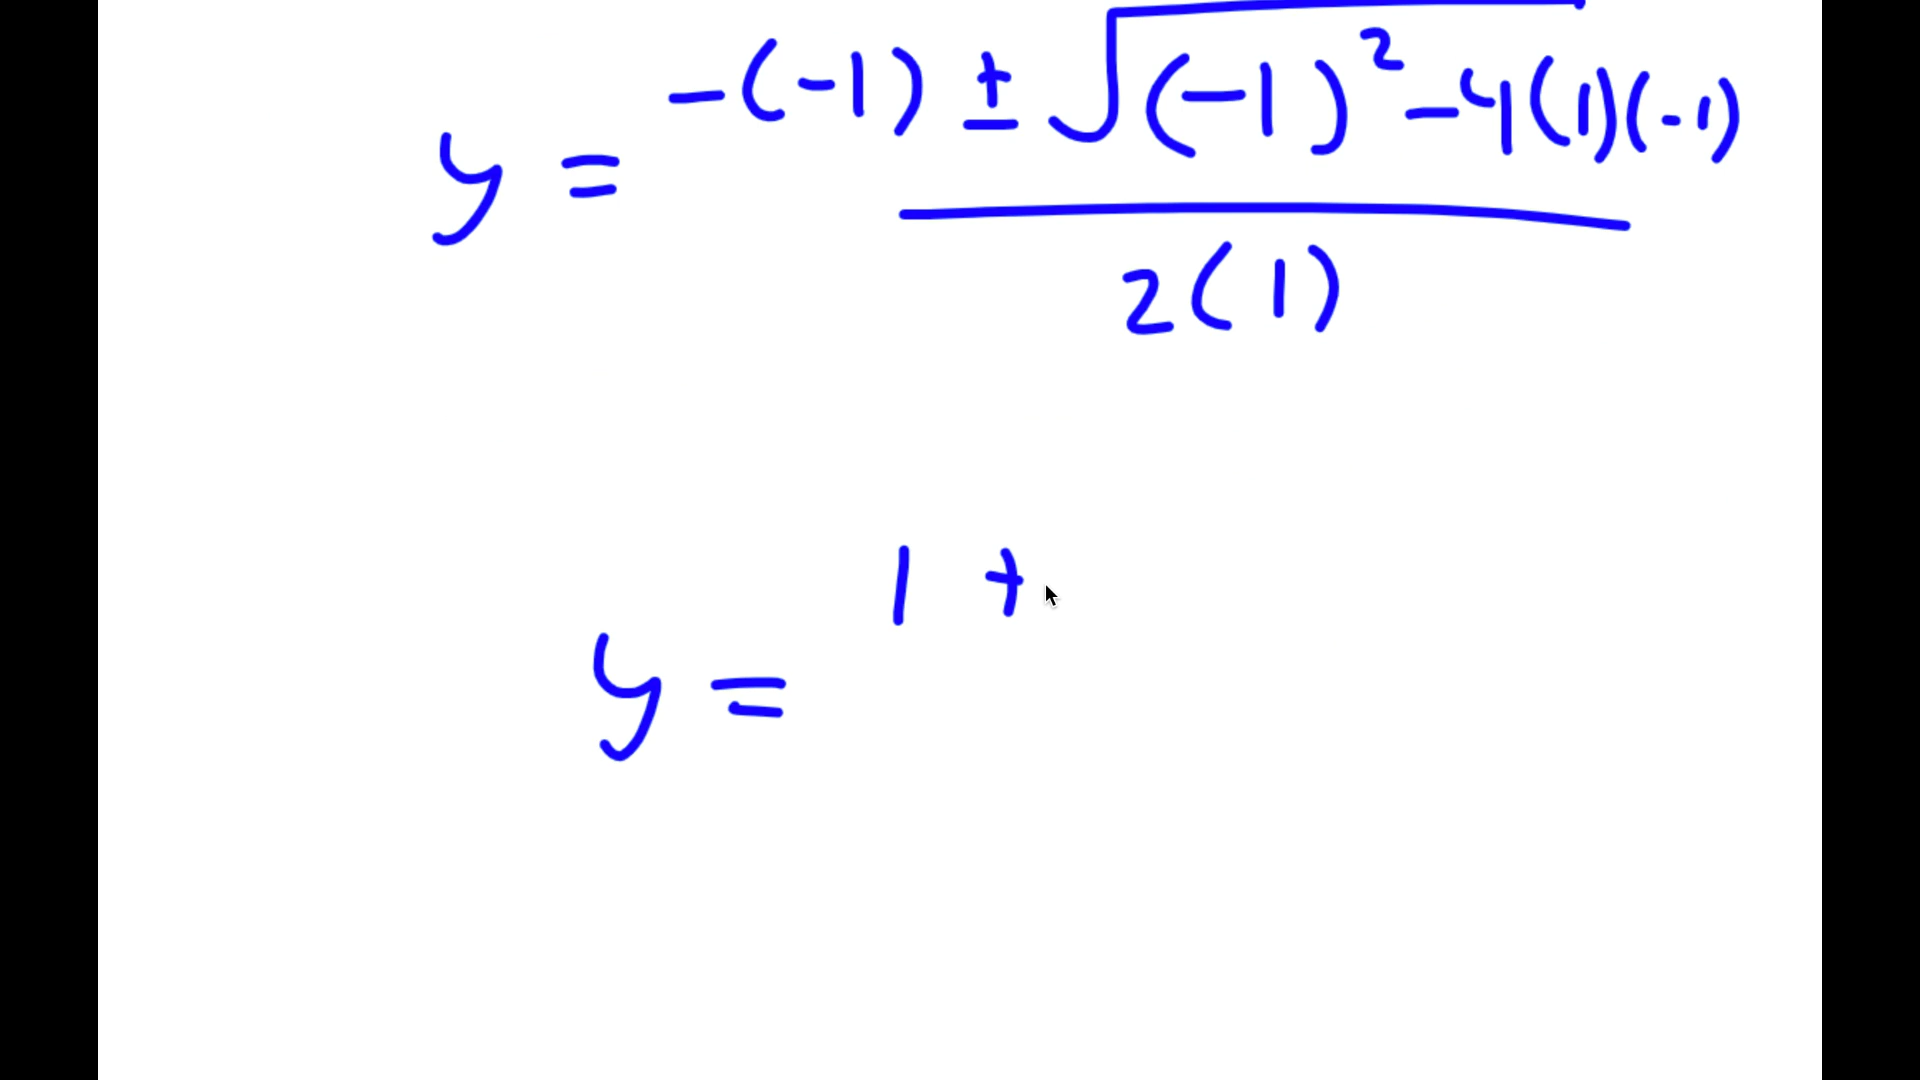 y = -(-1) ± √((-1)² -4(1)(-1)) / 2(1)
y = 1 +